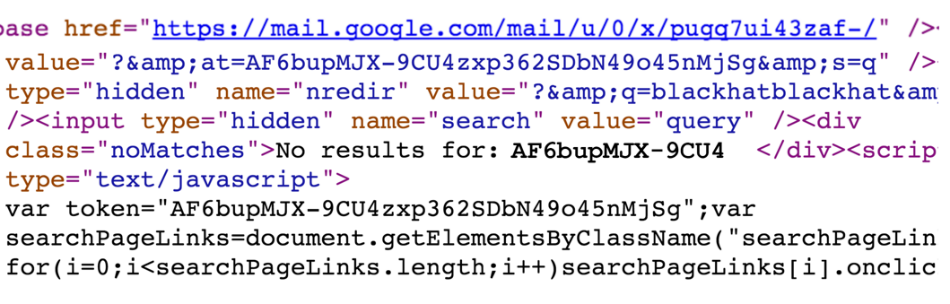 base href="https://mail.google.com/mail/u/0/x/pugq7ui43zaf-/" />
value="?&amp;at=AF6bupMJX-9CU4zxp362SDbN49o45nMjSg&amp;s=q" />
type="hidden" name="nredir" value="?&amp;q=blackhatblackhat&am
/><input type="hidden" name="search" value="query" /><div
class="noMatches">No results for: AF6bupMJX-9CU4 </div><scrip
type="text/javascript">
var token="AF6bupMJX-9CU4zxp362SDbN49o45nMjSg";var
searchPageLinks=document.getElementsByClassName("searchPageLin
for(i=0;i<searchPageLinks.length;i++)searchPageLinks[i].onclic